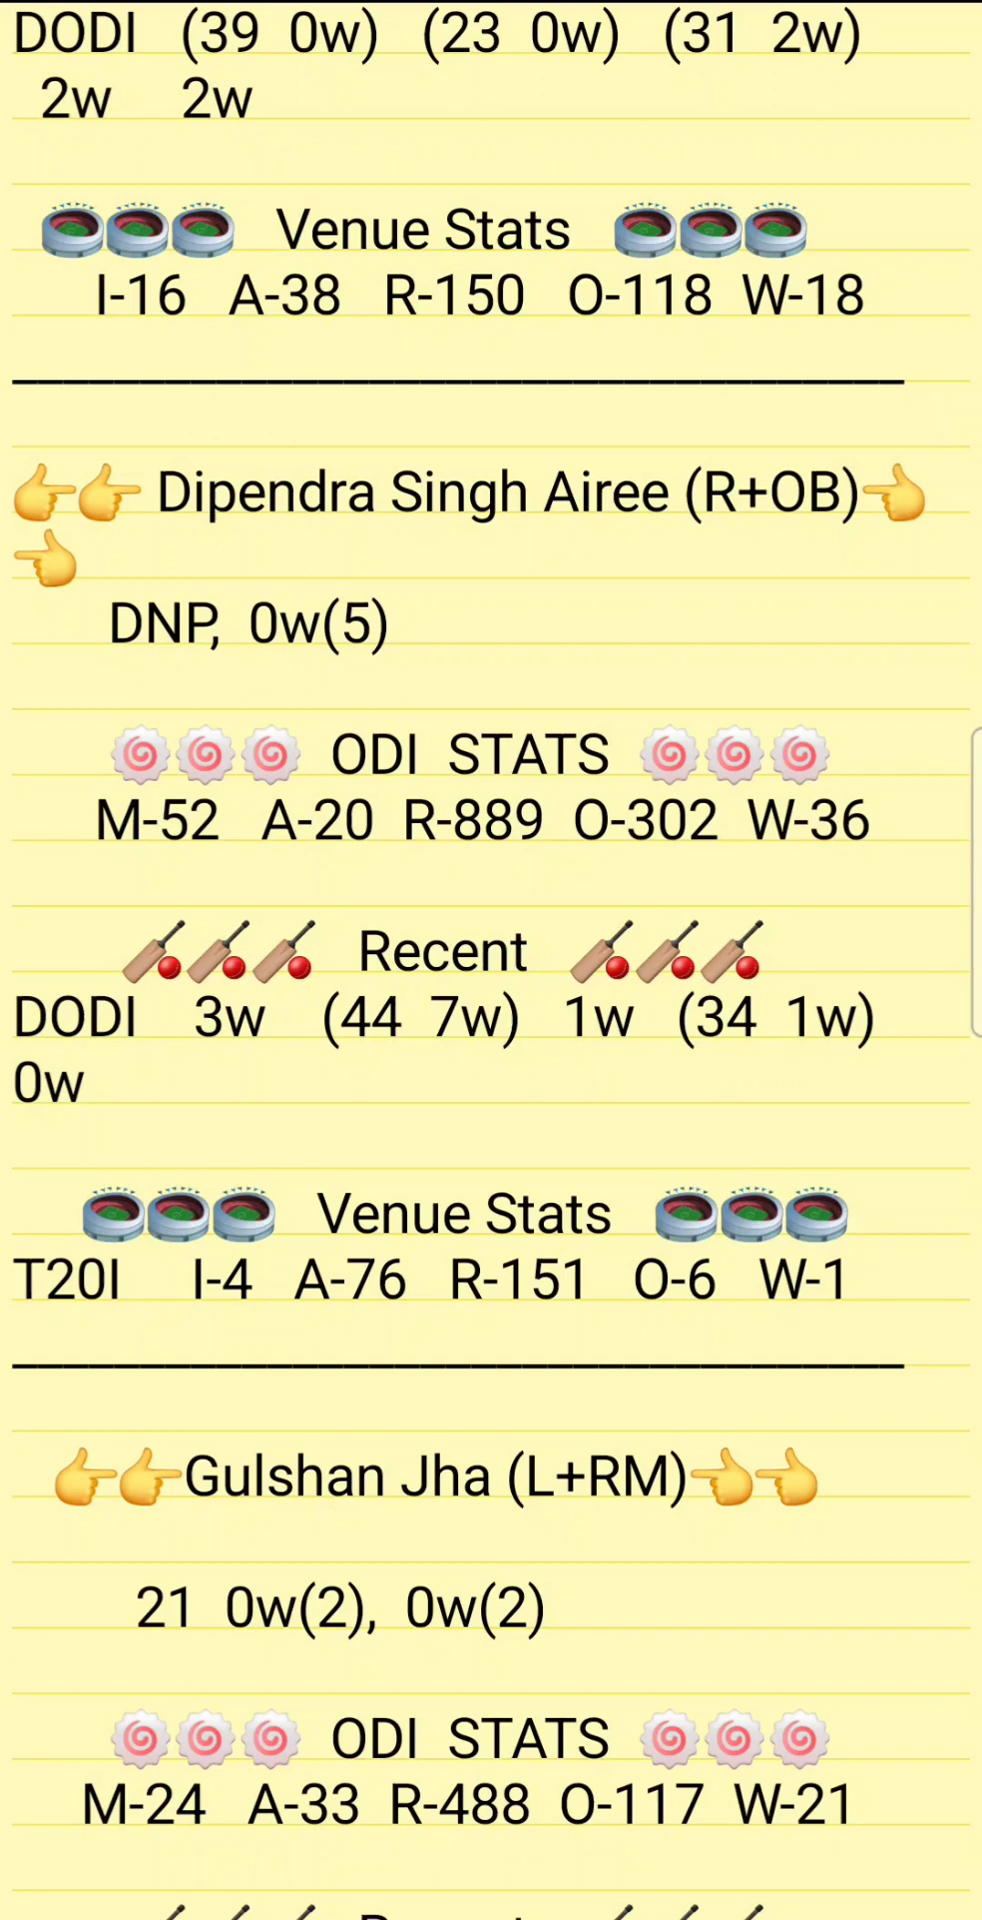 DODI (39 0w) (23 0w) (31 2w)
2w 2w
Venue Stats
I-16 A-38 R-150 O-118 W-18
Dipendra Singh Airee (R+OB)
DNP, 0w(5)
ODI STATS
M-52 A-20 R-889 O-302 W-36
Recent
DODI 3w (44 7w) 1w (34 1w)
0w
Venue Stats
T20I I-4 A-76 R-151 O-6 W-1
Gulshan Jha (L+RM)
21 0w(2), 0w(2)
ODI STATS
M-24 A-33 R-488 O-117 W-21